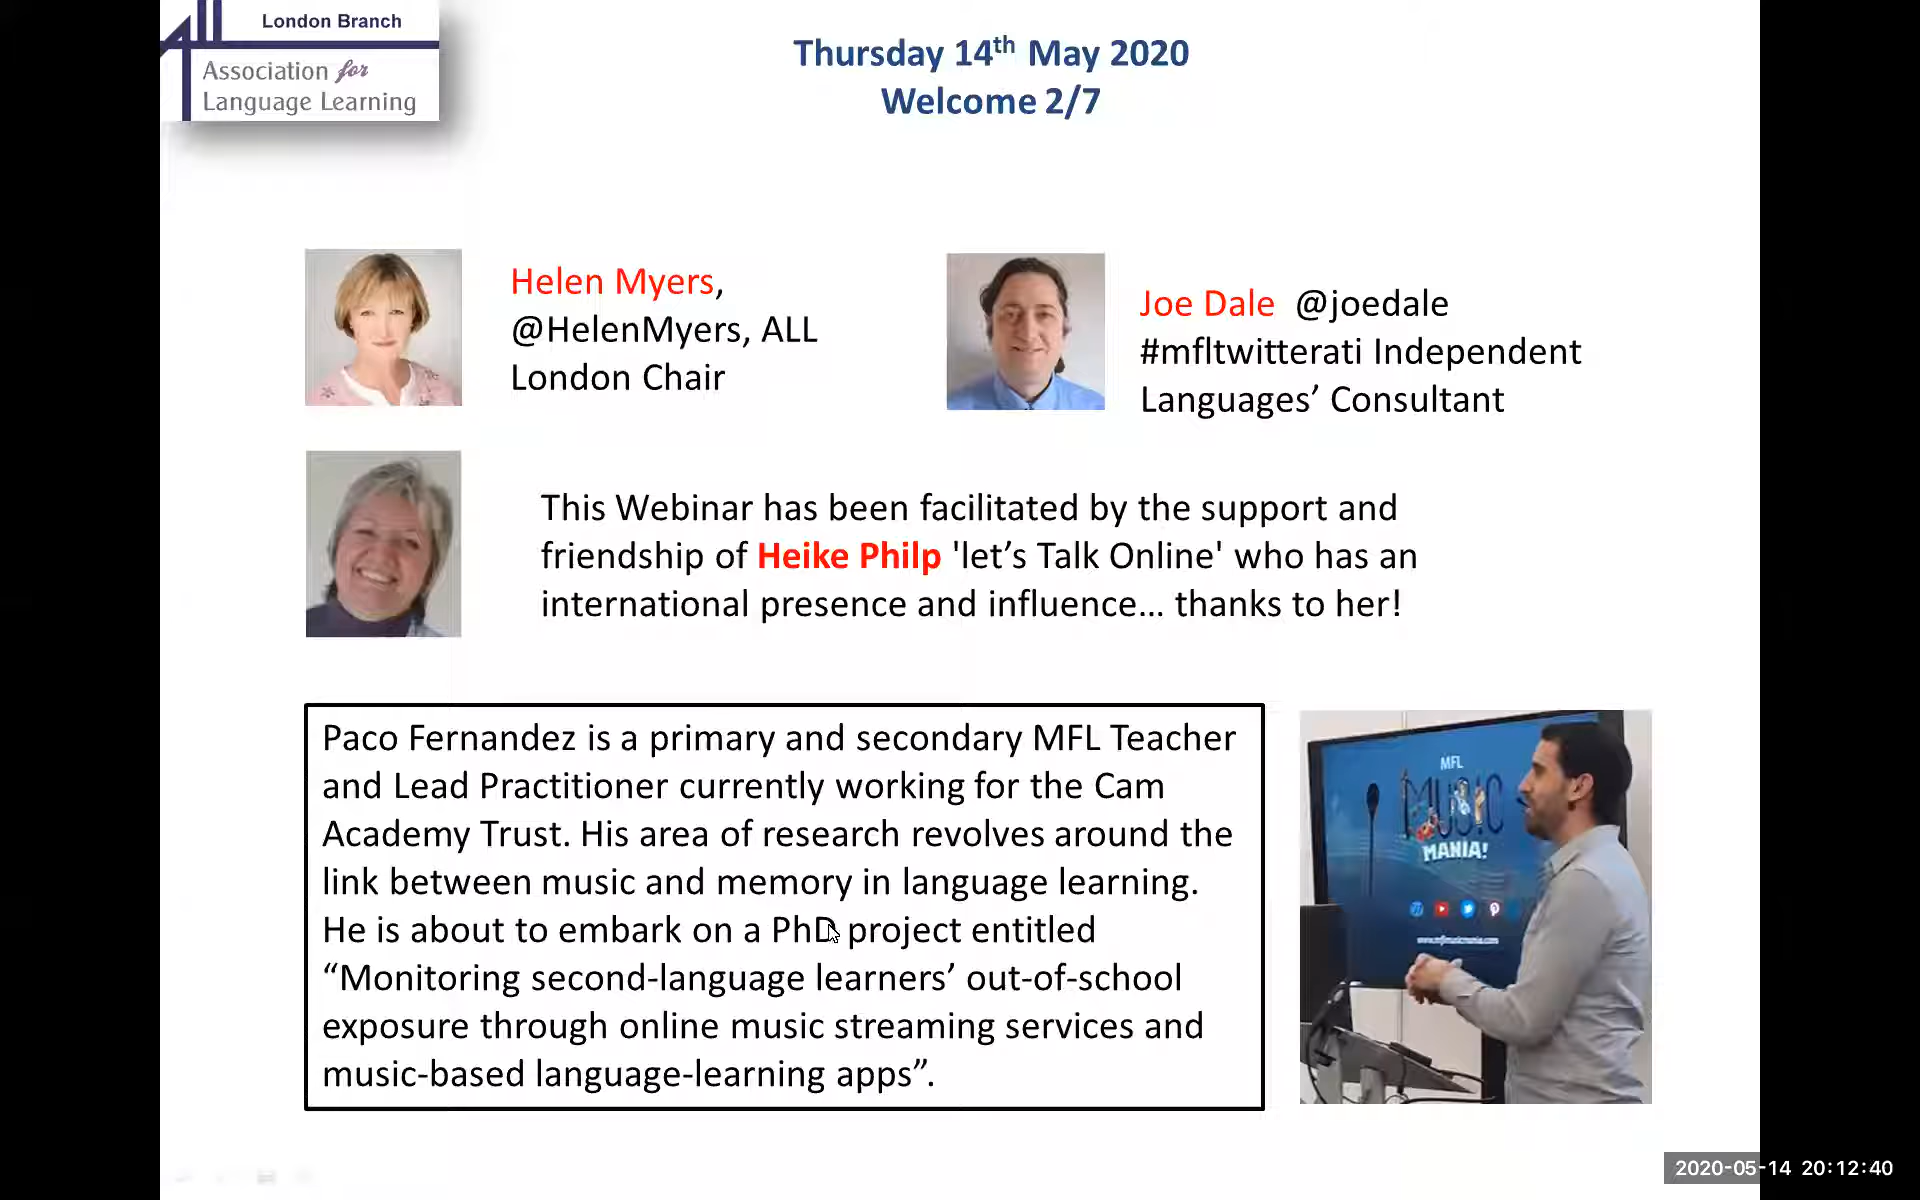 London Branch
Association for
Language Learning
Thursday 14th May 2020
Welcome 2/7
Helen Myers,
@HelenMyers, ALL
London Chair
Joe Dale @joedale
#mfltwitterati Independent
Languages’ Consultant
This Webinar has been facilitated by the support and
friendship of Heike Philp 'let’s Talk Online' who has an
international presence and influence... thanks to her!
Paco Fernandez is a primary and secondary MFL Teacher
and Lead Practitioner currently working for the Cam
Academy Trust. His area of research revolves around the
link between music and memory in language learning.
He is about to embark on a PhD project entitled
“Monitoring second-language learners’ out-of-school
exposure through online music streaming services and
music-based language-learning apps”.
MFL
MUSIC
MANIA!
www.mflmusicmania.com
2020-05-14 20:12:40